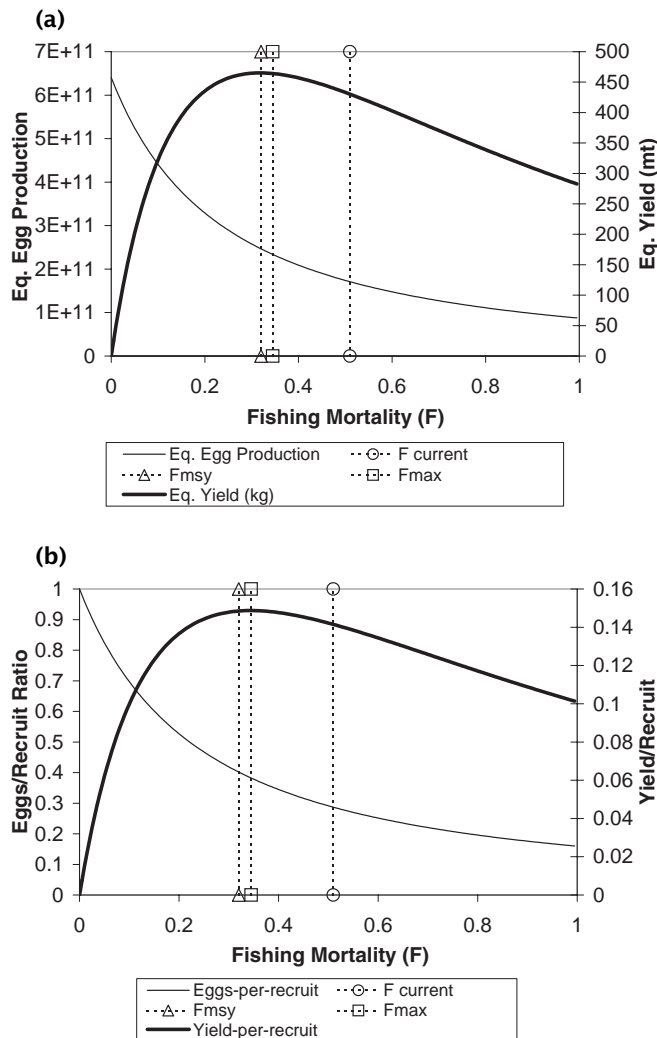 (a)
7E+11
6E+11
5E+11
4E+11
3E+11
2E+11
1E+11
0
Eq. Egg Production
500
450
400
350
300
250
200
150
100
50
0
Eq. Yield (mt)
0 0.2 0.4 0.6 0.8 1
Fishing Mortality (F)
Eq. Egg Production F current
Fmsy Fmax
Eq. Yield (kg)
(b)
1
0.9
0.8
0.7
0.6
0.5
0.4
0.3
0.2
0.1
0
Eggs/Recruit Ratio
0.16
0.14
0.12
0.1
0.08
0.06
0.04
0.02
0
Yield/Recruit
0 0.2 0.4 0.6 0.8 1
Fishing Mortality (F)
Eggs-per-recruit F current
Fmsy Fmax
Yield-per-recruit